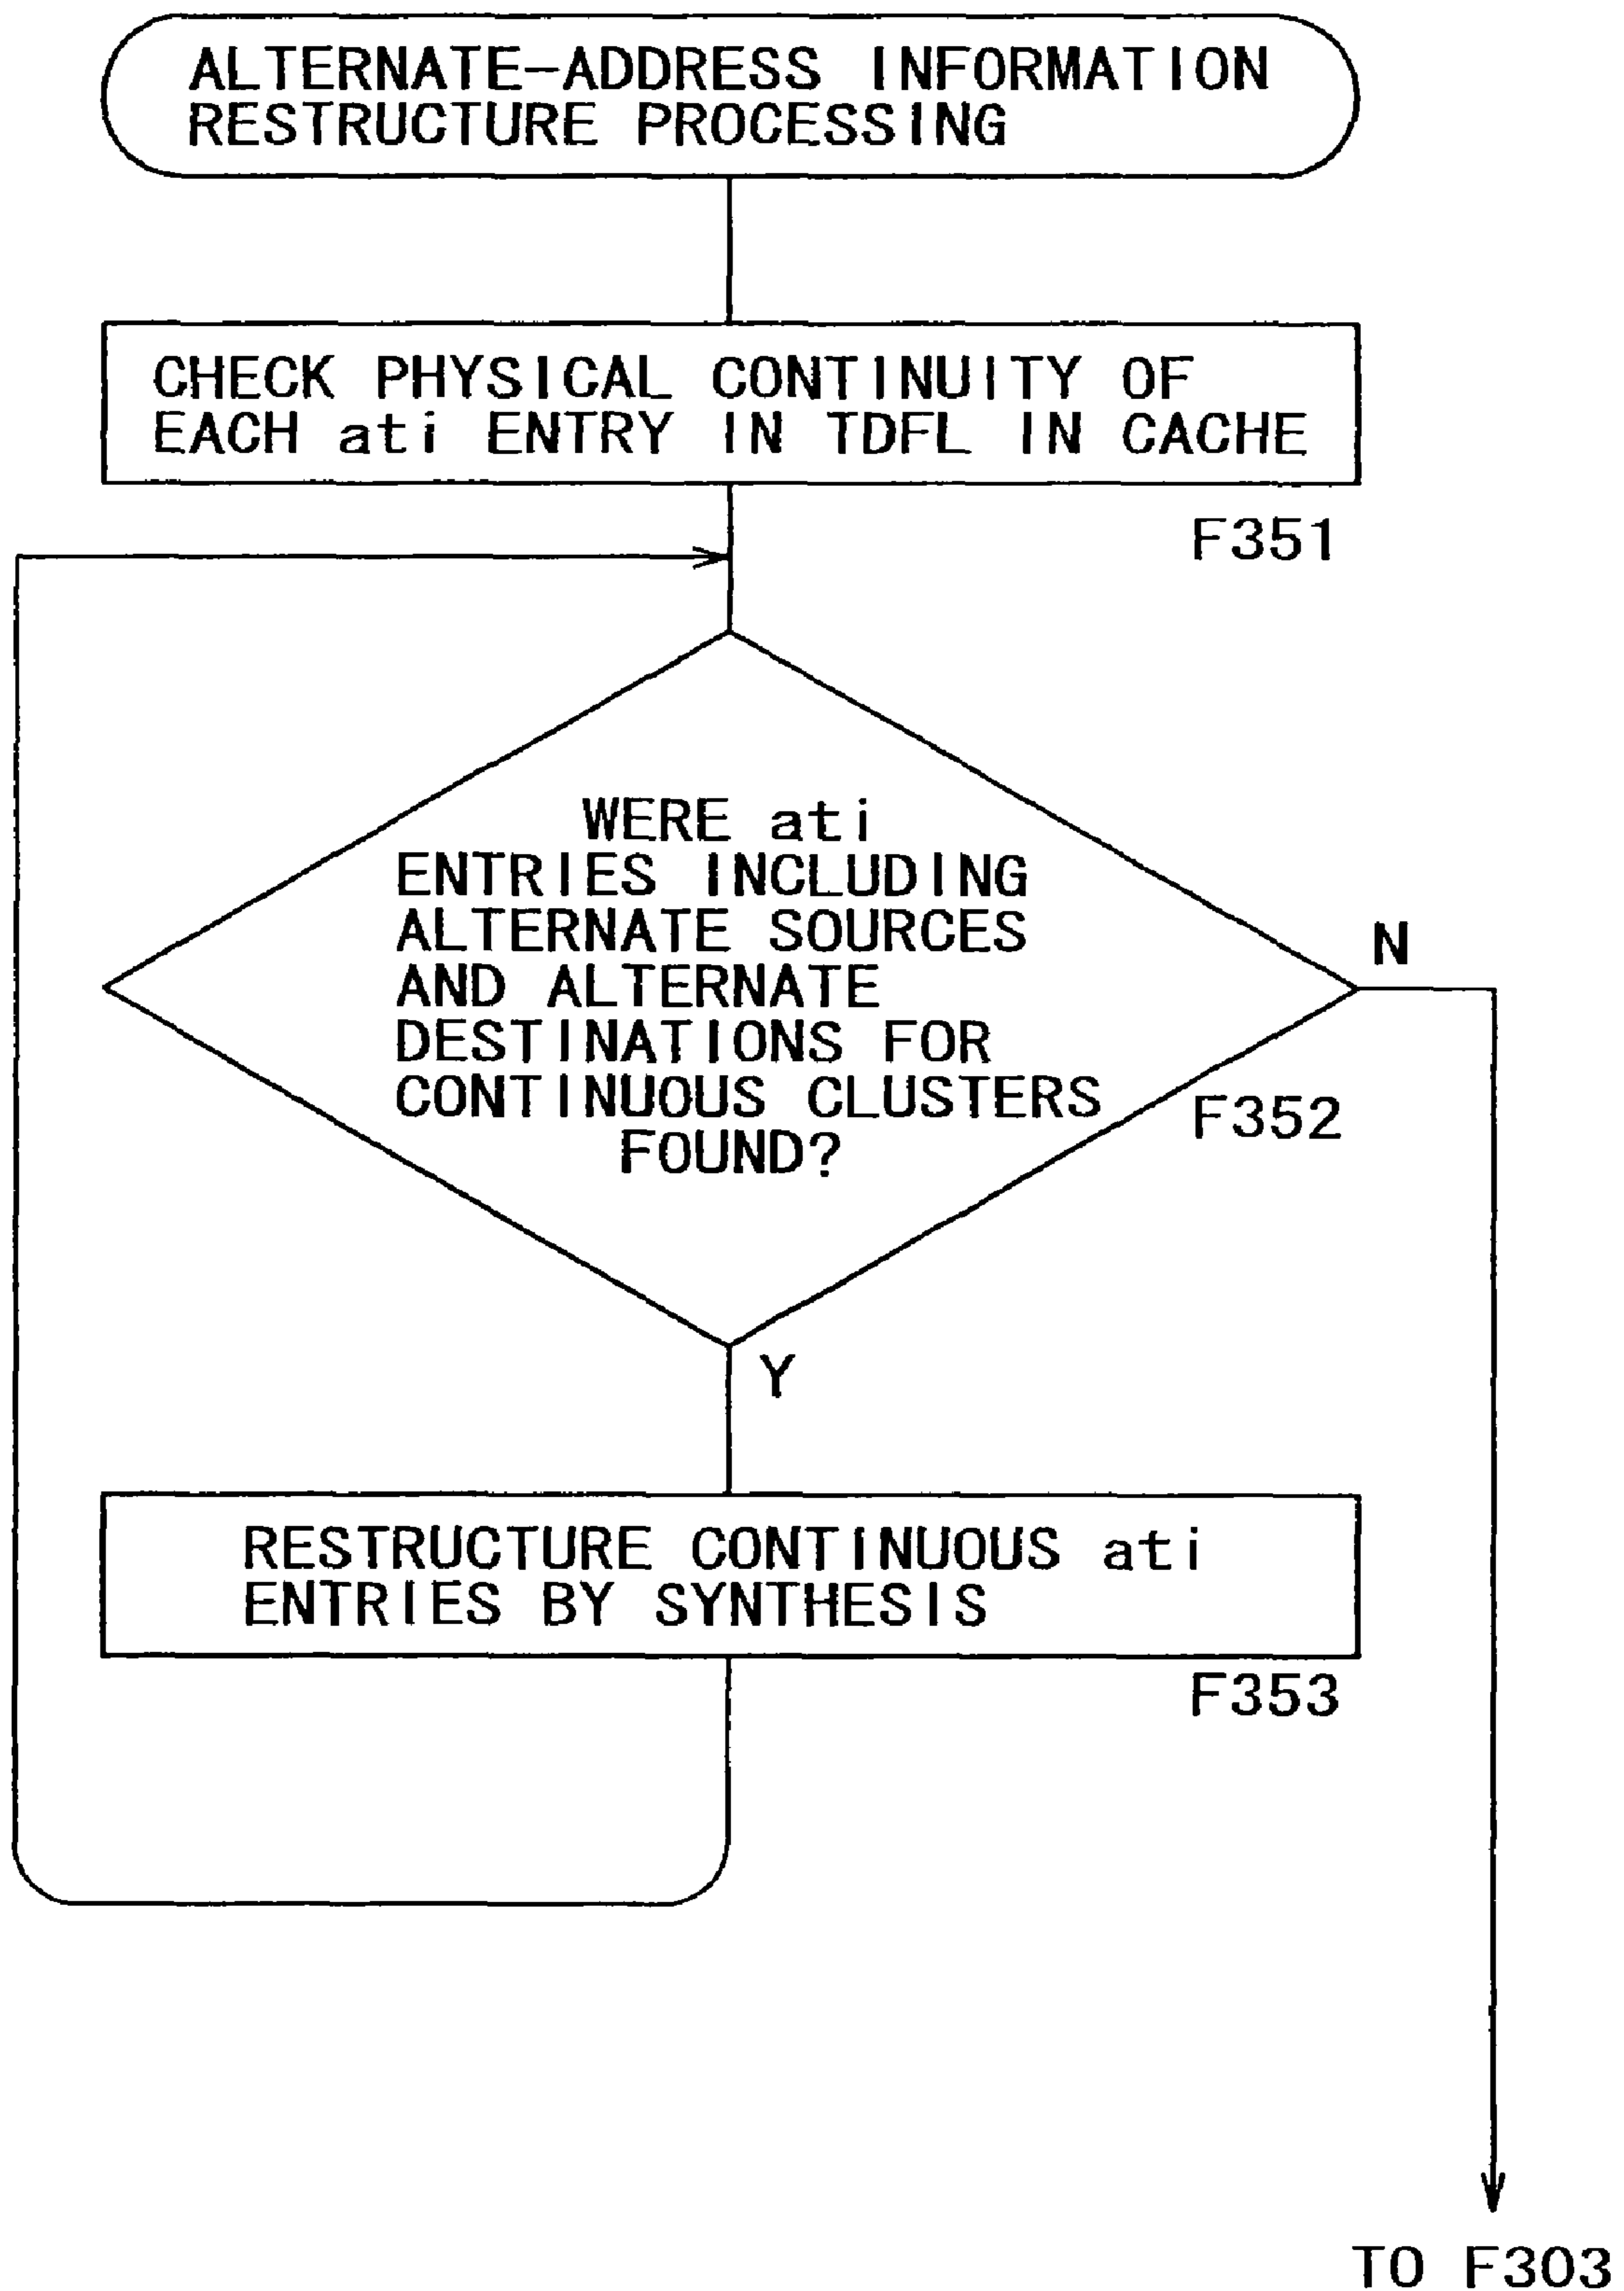 ALTERNATE-ADDRESS INFORMATION
RESTRUCTURE PROCESSING
CHECK PHYSICAL CONTINUITY OF
EACH ati ENTRY IN TDFL IN CACHE
F351
WERE ati
ENTRIES INCLUDING
ALTERNATE SOURCES
AND ALTERNATE
DESTINATIONS FOR
CONTINUOUS CLUSTERS
FOUND?
N
F352
Y
RESTRUCTURE CONTINUOUS ati
ENTRIES BY SYNTHESIS
F353
TO F303